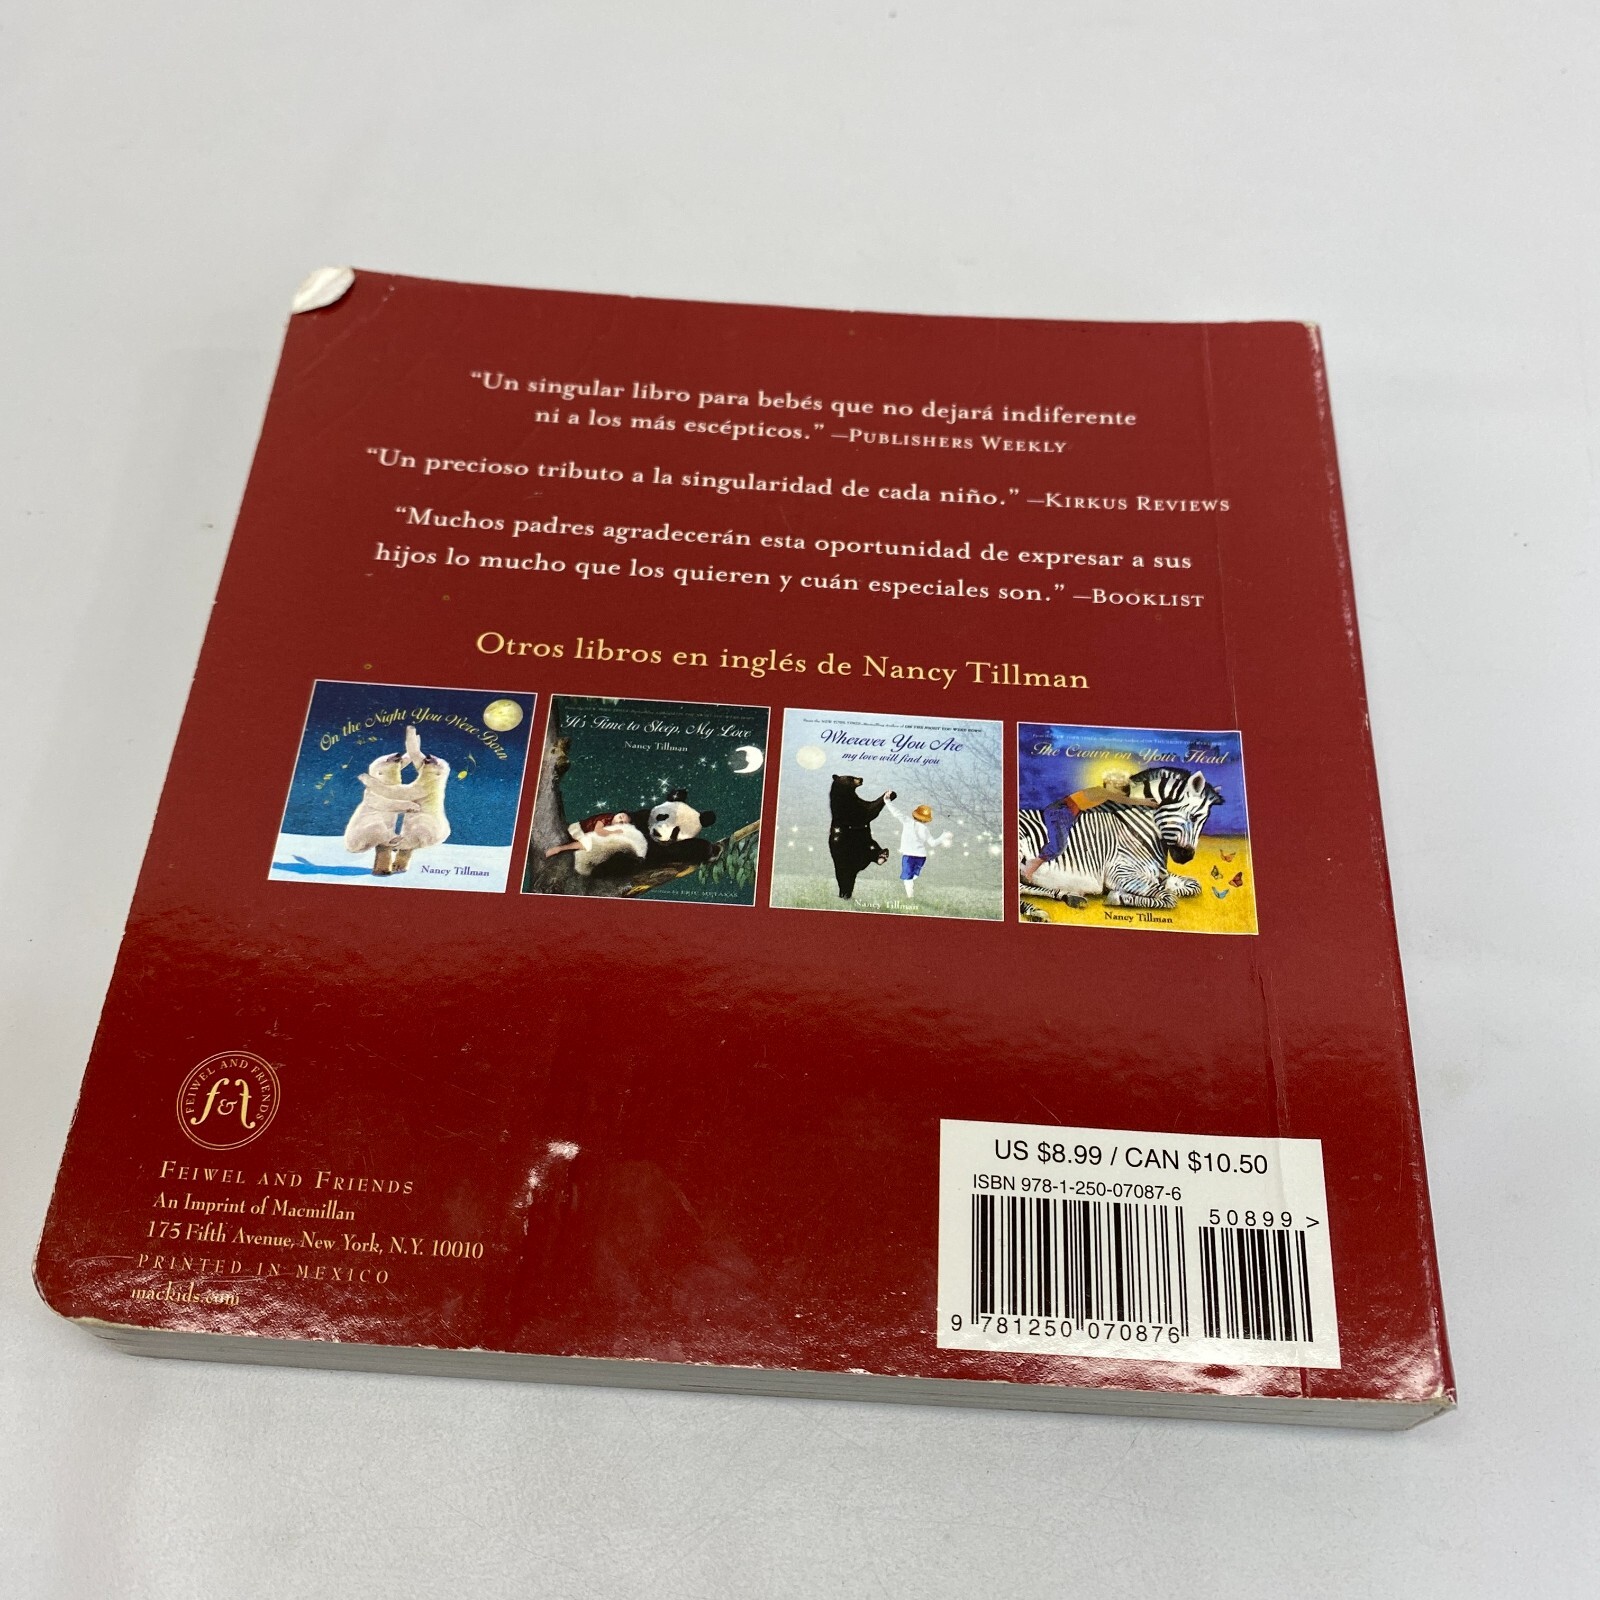 “Un singular libro para bebés que no dejará indiferente
ni a los más escépticos.” —PUBLISHERS WEEKLY
“Un precioso tributo a la singularidad de cada niño.” —KIRKUS REVIEWS
“Muchos padres agradecerán esta oportunidad de expresar a sus
hijos lo mucho que los quieren y cuán especiales son.” —BOOKLIST
Otros libros en inglés de Nancy Tillman
On the Night You Were Born
Nancy Tillman
It's Time to Sleep, My Love
Nancy Tillman
ERIC METAXAS
Wherever You Are
my love will find you
Nancy Tillman
The Crown on Your Head
Nancy Tillman
FEIWEL AND FRIENDS
f&f
FEIWEL AND FRIENDS
An Imprint of Macmillan
175 Fifth Avenue, New York, N.Y. 10010
PRINTED IN MEXICO
mackids.com
US $8.99 / CAN $10.50
ISBN 978-1-250-07087-6
50899 >
9 781250 070876